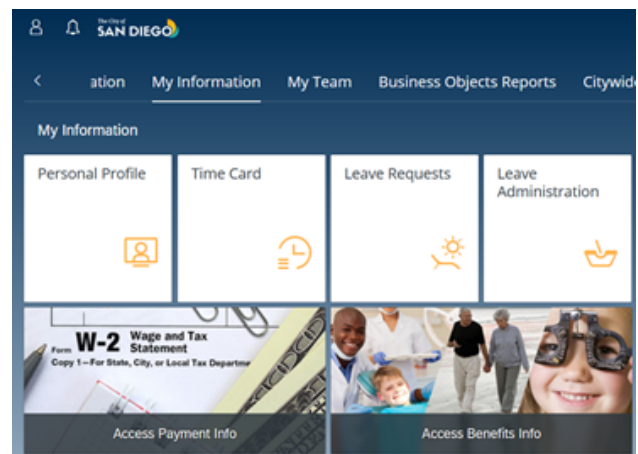 The City of
SAN DIEGO
ation My Information My Team Business Objects Reports Citywid
My Information
Personal Profile
Time Card
Leave Requests
Leave
Administration
Form W-2 Wage and Tax
Statement
Copy 1—For State, City, or Local Tax Departme
Access Payment Info
Access Benefits Info